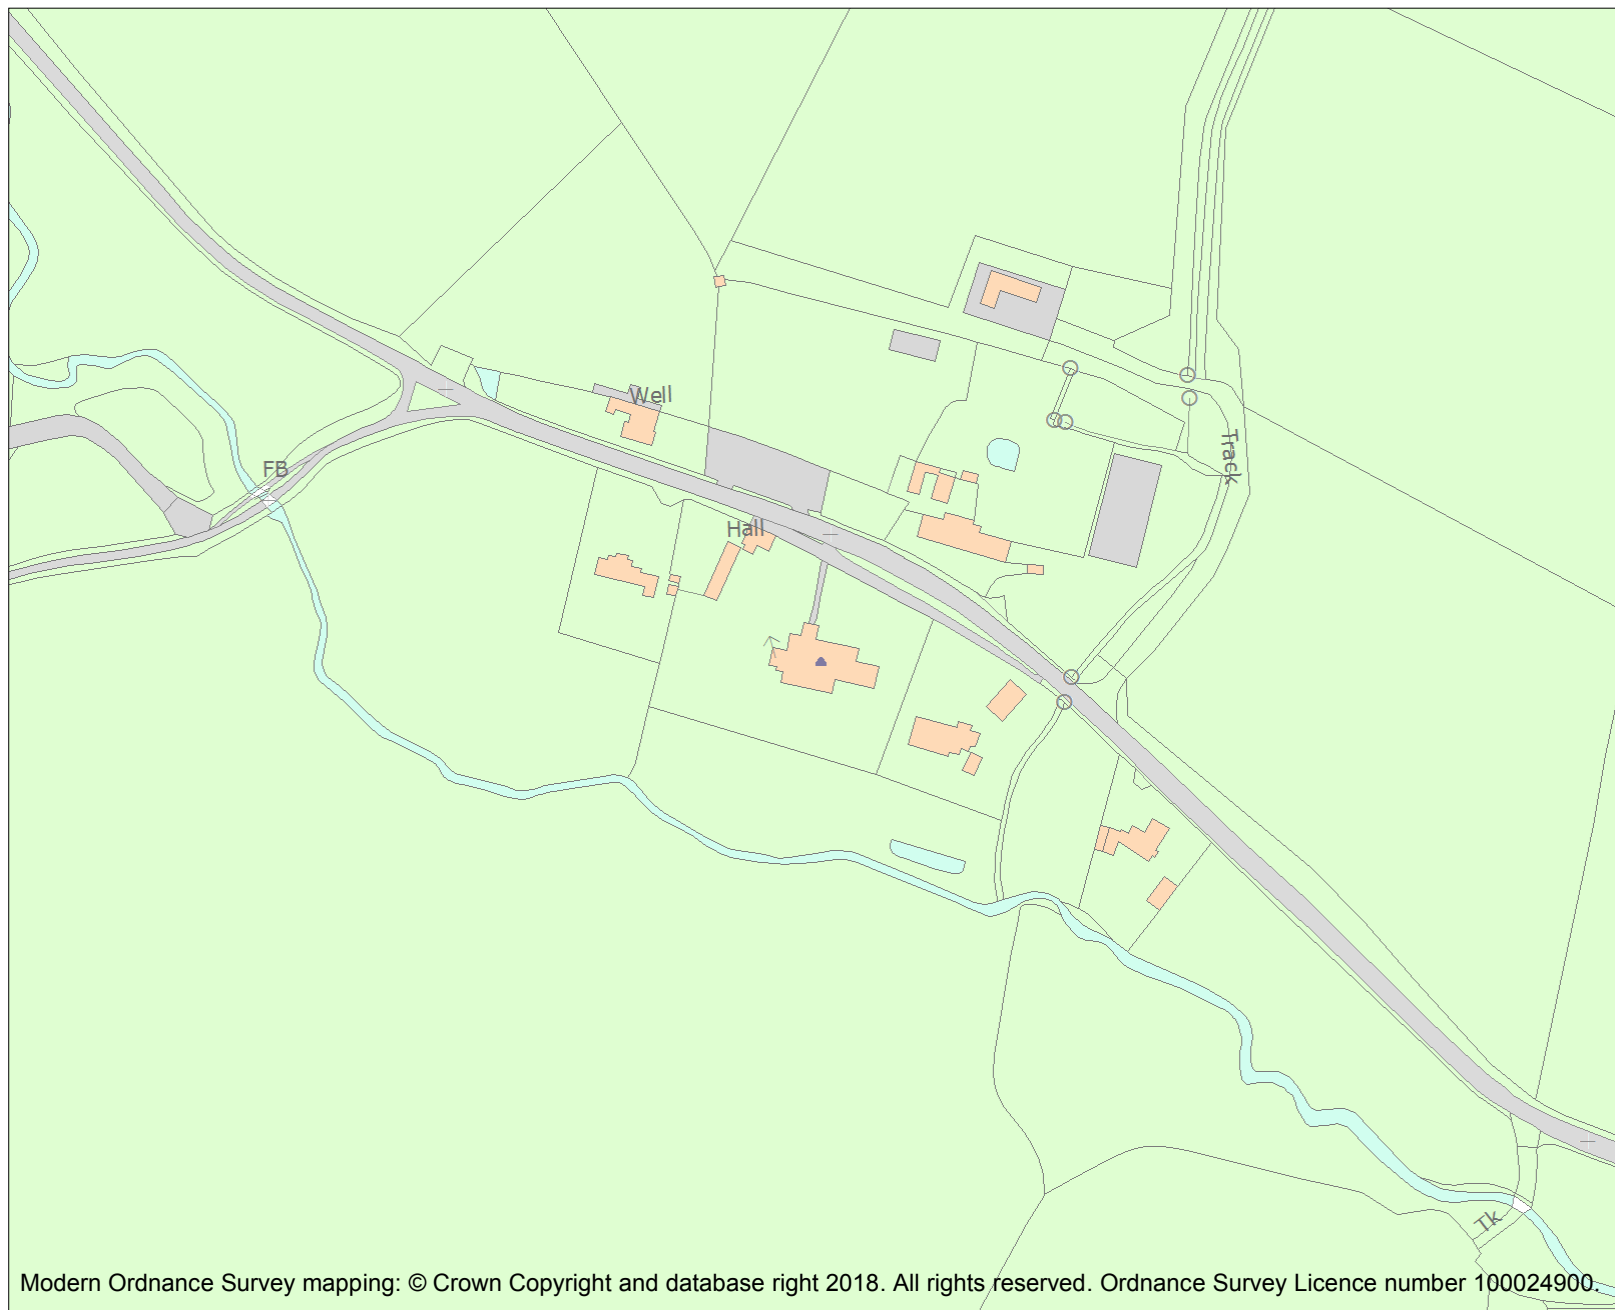 Well
Track
FB
Hall
Tk
Modern Ordnance Survey mapping: © Crown Copyright and database right 2018. All rights reserved. Ordnance Survey Licence number 100024900.